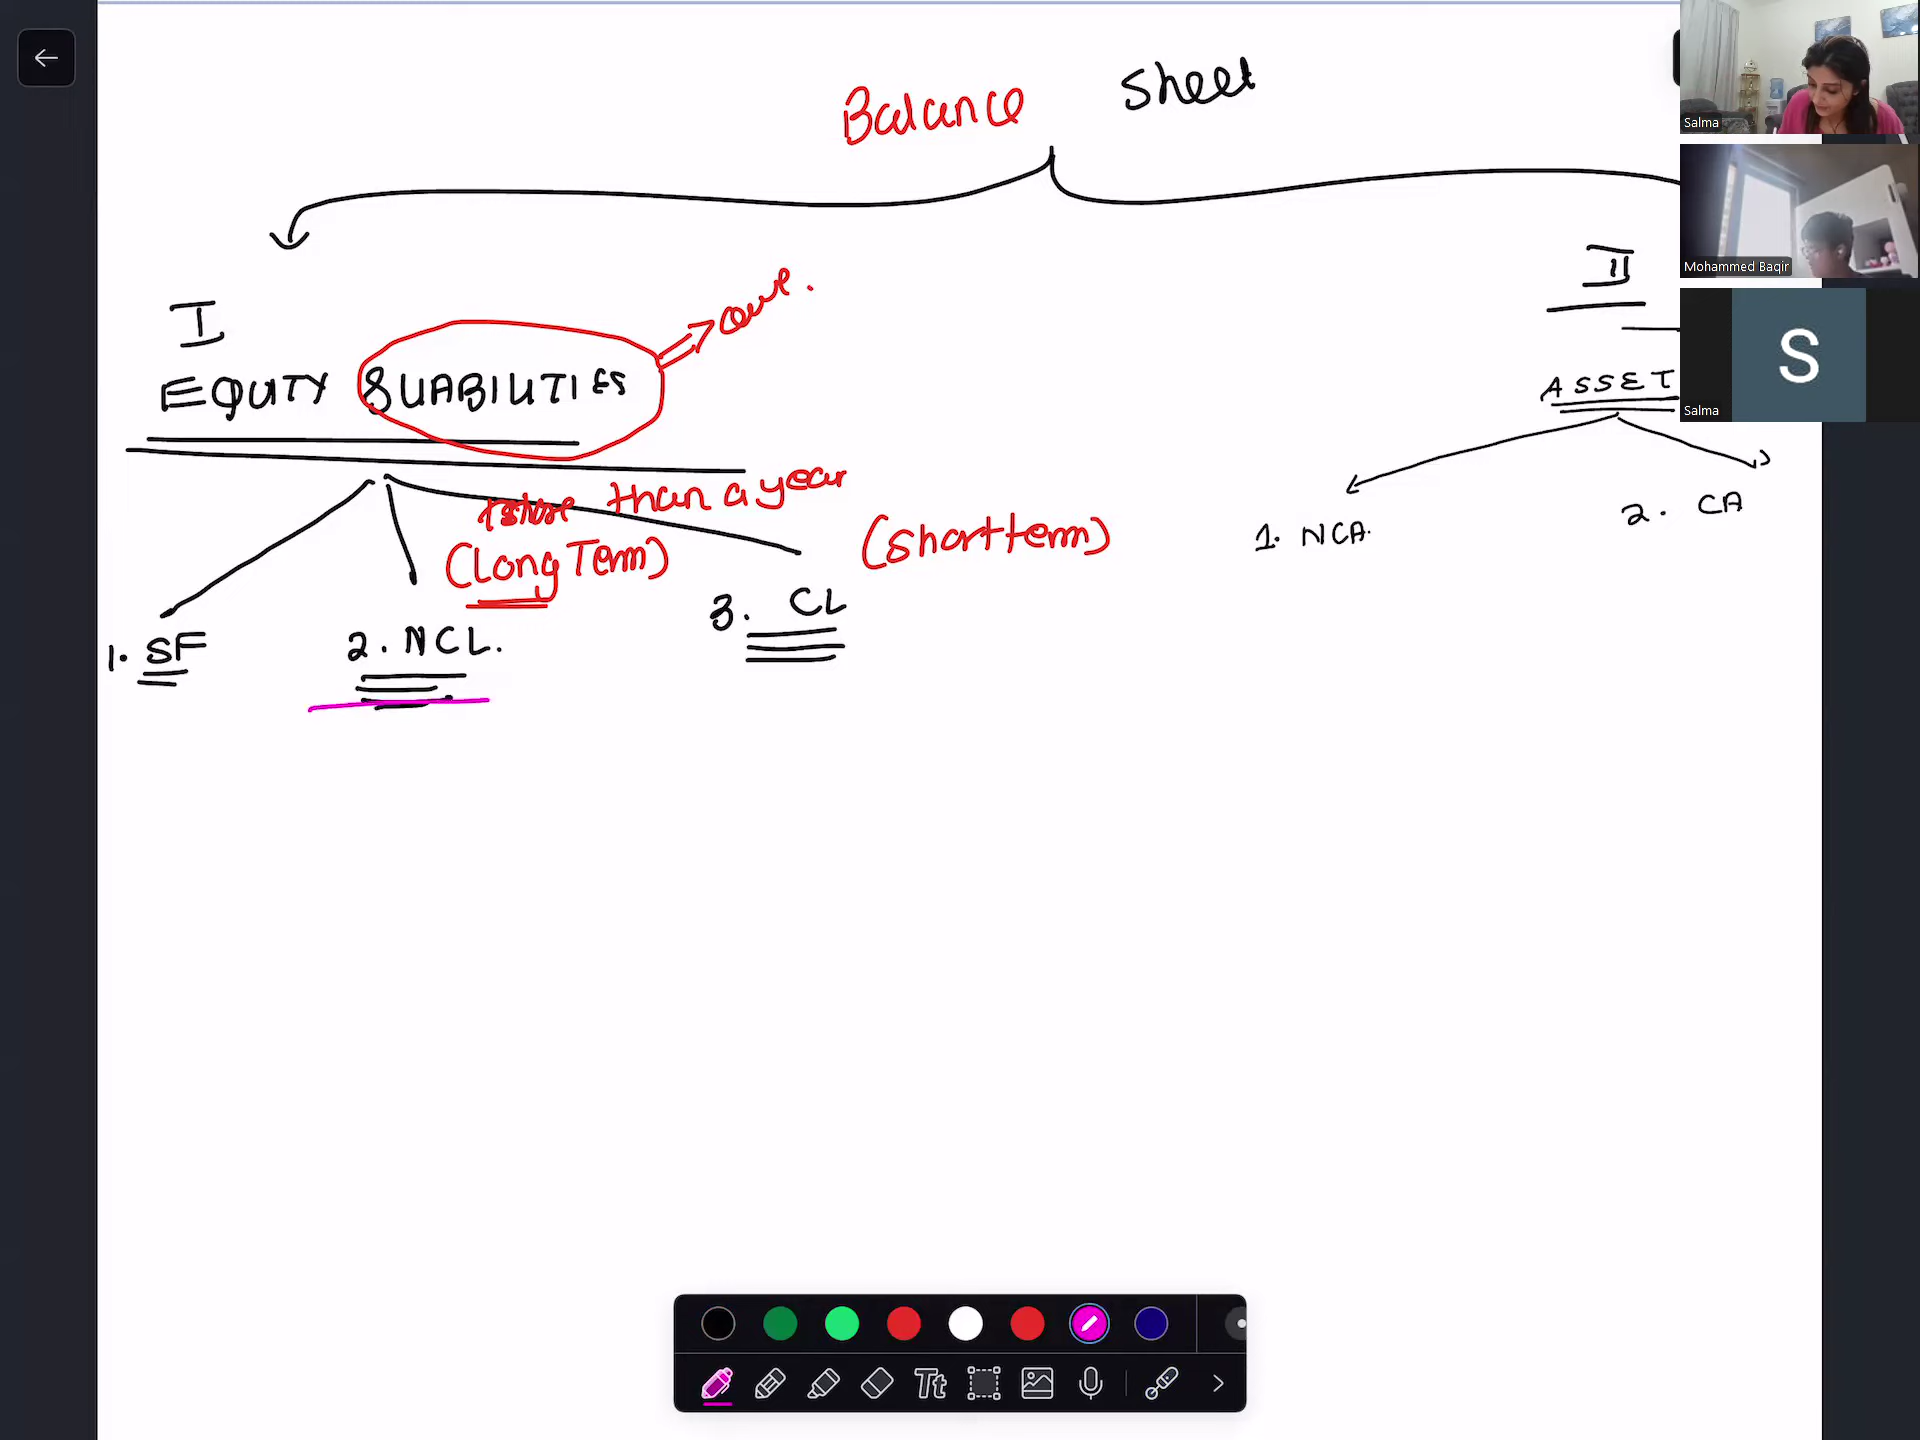 Balance Sheet
I
II
EQUITY & LIABILITIES
owe.
ASSET
than a year
(Long Term)
(Short term)
1. NCA.
2. CA
1. SF
2. NCL.
3. CL
Salma
Mohammed Baqir
S
Salma
Tt